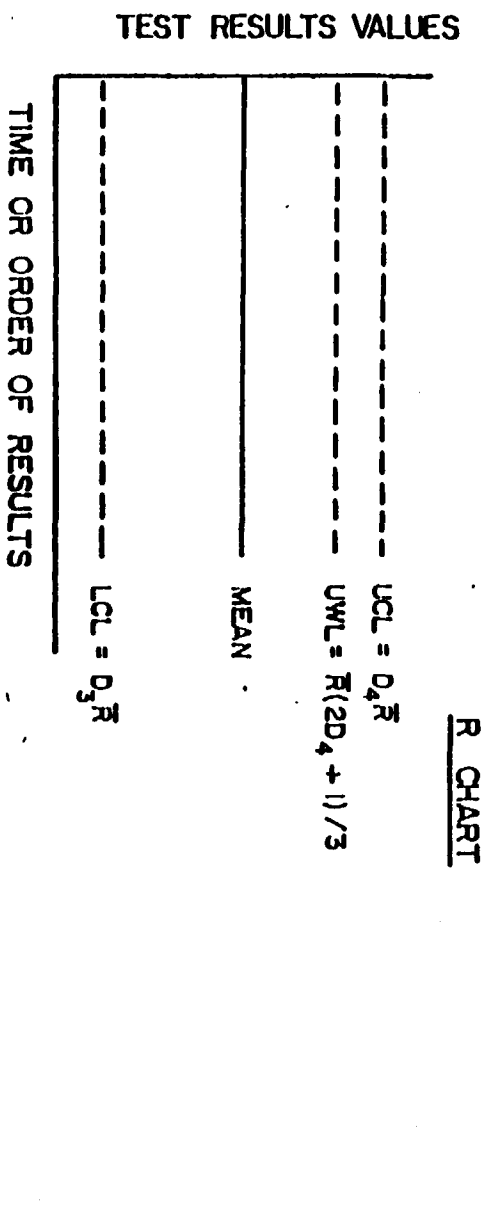 R CHART
TEST RESULTS VALUES
UCL = D₄R̄
UWL = R̄(2D₄ + 1)/3
MEAN
LCL = D₃R̄
TIME OR ORDER OF RESULTS